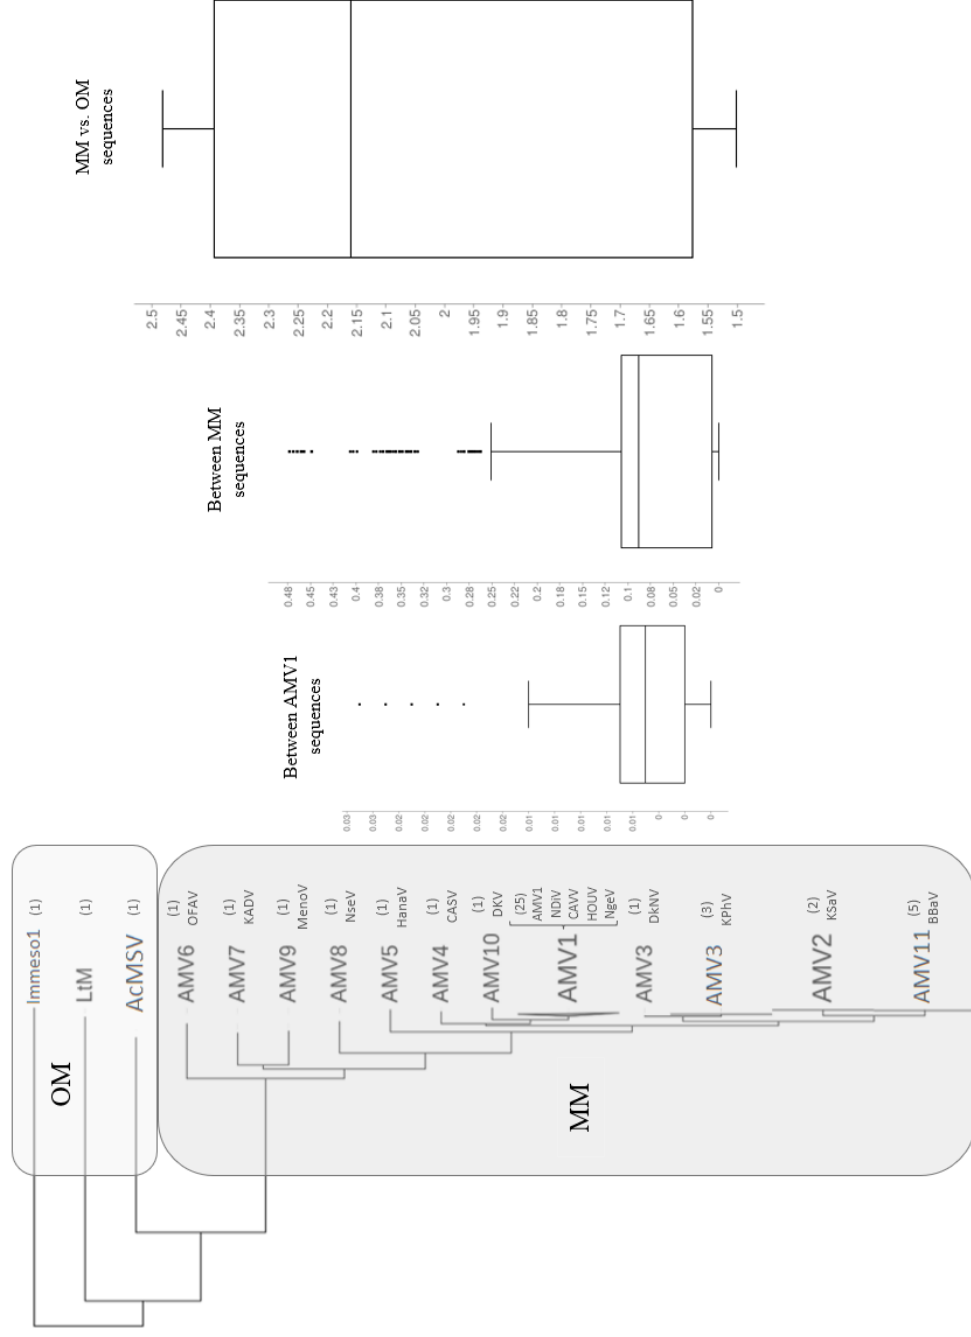 MM vs. OM
sequences
2.5
2.45
2.4
2.35
2.3
2.25
2.2
2.15
2.1
2.05
2
1.95
1.9
1.85
1.8
1.75
1.7
1.65
1.6
1.55
1.5
Between MM
sequences
0.48
0.45
0.43
0.4
0.38
0.35
0.32
0.3
0.28
0.25
0.22
0.2
0.18
0.15
0.12
0.1
0.08
0.05
0.02
0
Between AMV1
sequences
0.03
0.03
0.02
0.02
0.02
0.02
0.02
0.01
0.01
0.01
0.01
0.01
0
0
0
OM
Immeso1 (1)
LtM (1)
AcMSV (1)
MM
AMV6 (1)
OFAV
AMV7 (1)
KADV
AMV9 (1)
MenoV
AMV8 (1)
NseV
AMV5 (1)
HanaV
AMV4 (1)
CASV
AMV10 (1)
DKV
AMV1 (25)
AMV1
NDiV
CAVV
HOUV
NgeV
AMV3 (1)
DkNV
AMV3 (3)
KPhV
AMV2 (2)
KSaV
AMV11 (5)
BBaV